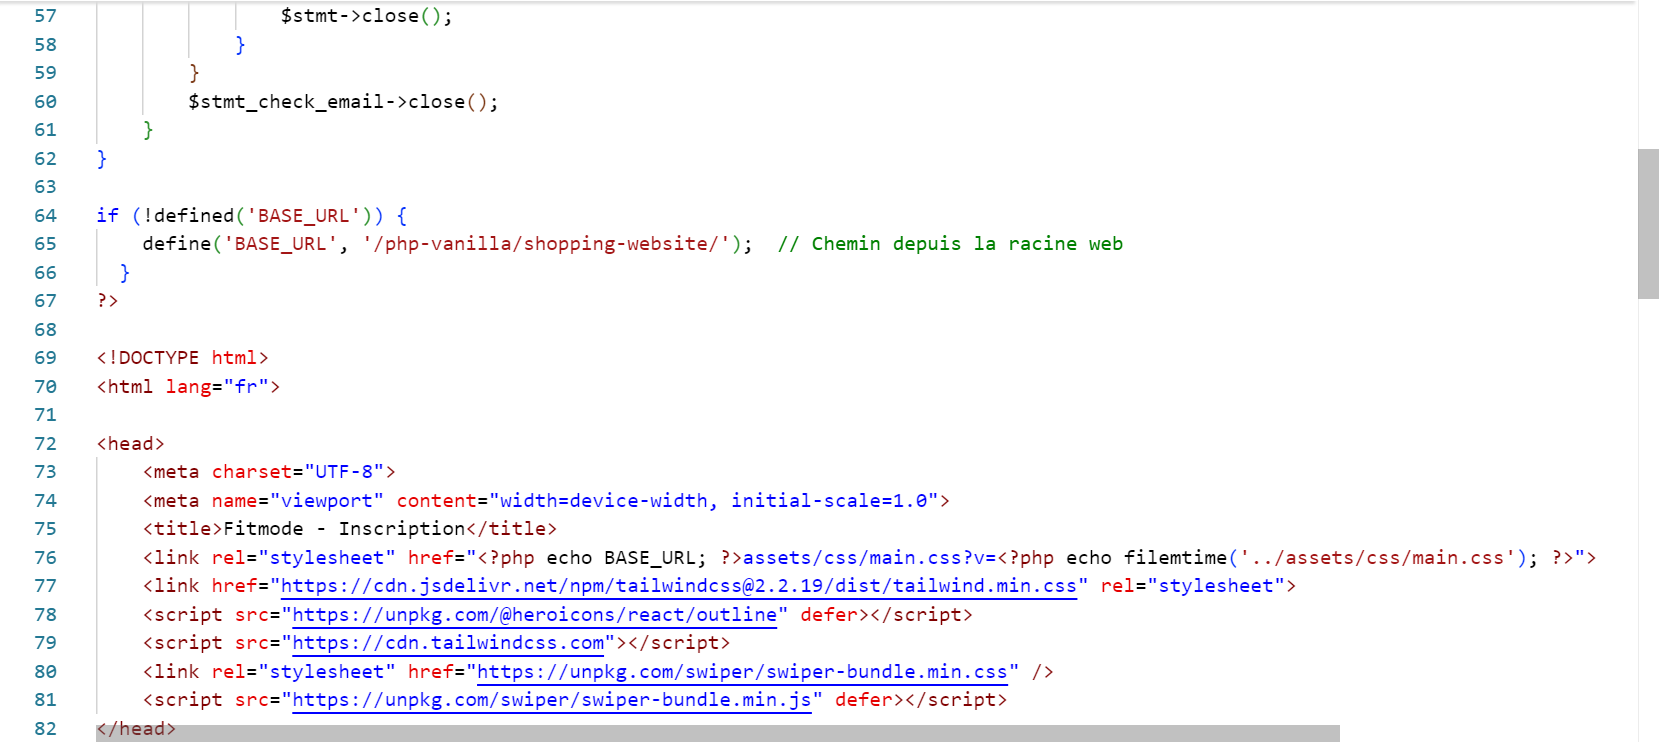 57 $stmt->close();
58 }
59 }
60 $stmt_check_email->close();
61 }
62 }
63
64 if (!defined('BASE_URL')) {
65 define('BASE_URL', '/php-vanilla/shopping-website/'); // Chemin depuis la racine web
66 }
67 ?>
68
69 <!DOCTYPE html>
70 <html lang="fr">
71
72 <head>
73 <meta charset="UTF-8">
74 <meta name="viewport" content="width=device-width, initial-scale=1.0">
75 <title>Fitmode - Inscription</title>
76 <link rel="stylesheet" href="<?php echo BASE_URL; ?>assets/css/main.css?v=<?php echo filemtime('../assets/css/main.css'); ?>">
77 <link href="https://cdn.jsdelivr.net/npm/tailwindcss@2.2.19/dist/tailwind.min.css" rel="stylesheet">
78 <script src="https://unpkg.com/@heroicons/react/outline" defer></script>
79 <script src="https://cdn.tailwindcss.com"></script>
80 <link rel="stylesheet" href="https://unpkg.com/swiper/swiper-bundle.min.css" />
81 <script src="https://unpkg.com/swiper/swiper-bundle.min.js" defer></script>
82 </head>